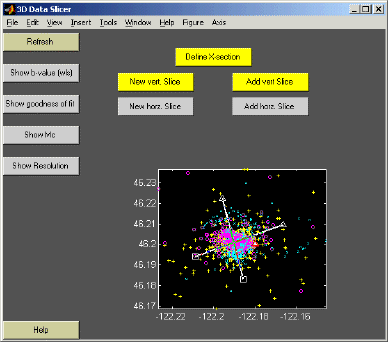 3D Data Slicer
File Edit View Insert Tools Window Help Figure Axis
Refresh
Define X-section
Show b-value (wls)
New vert. Slice
Add vert Slice
Show goodness of fit
New horz. Slice
Add horz. Slice
Show Mc
Show Resolution
46.23
46.22
46.21
46.2
46.19
46.18
46.17
-122.22 -122.2 -122.18 -122.16
Help